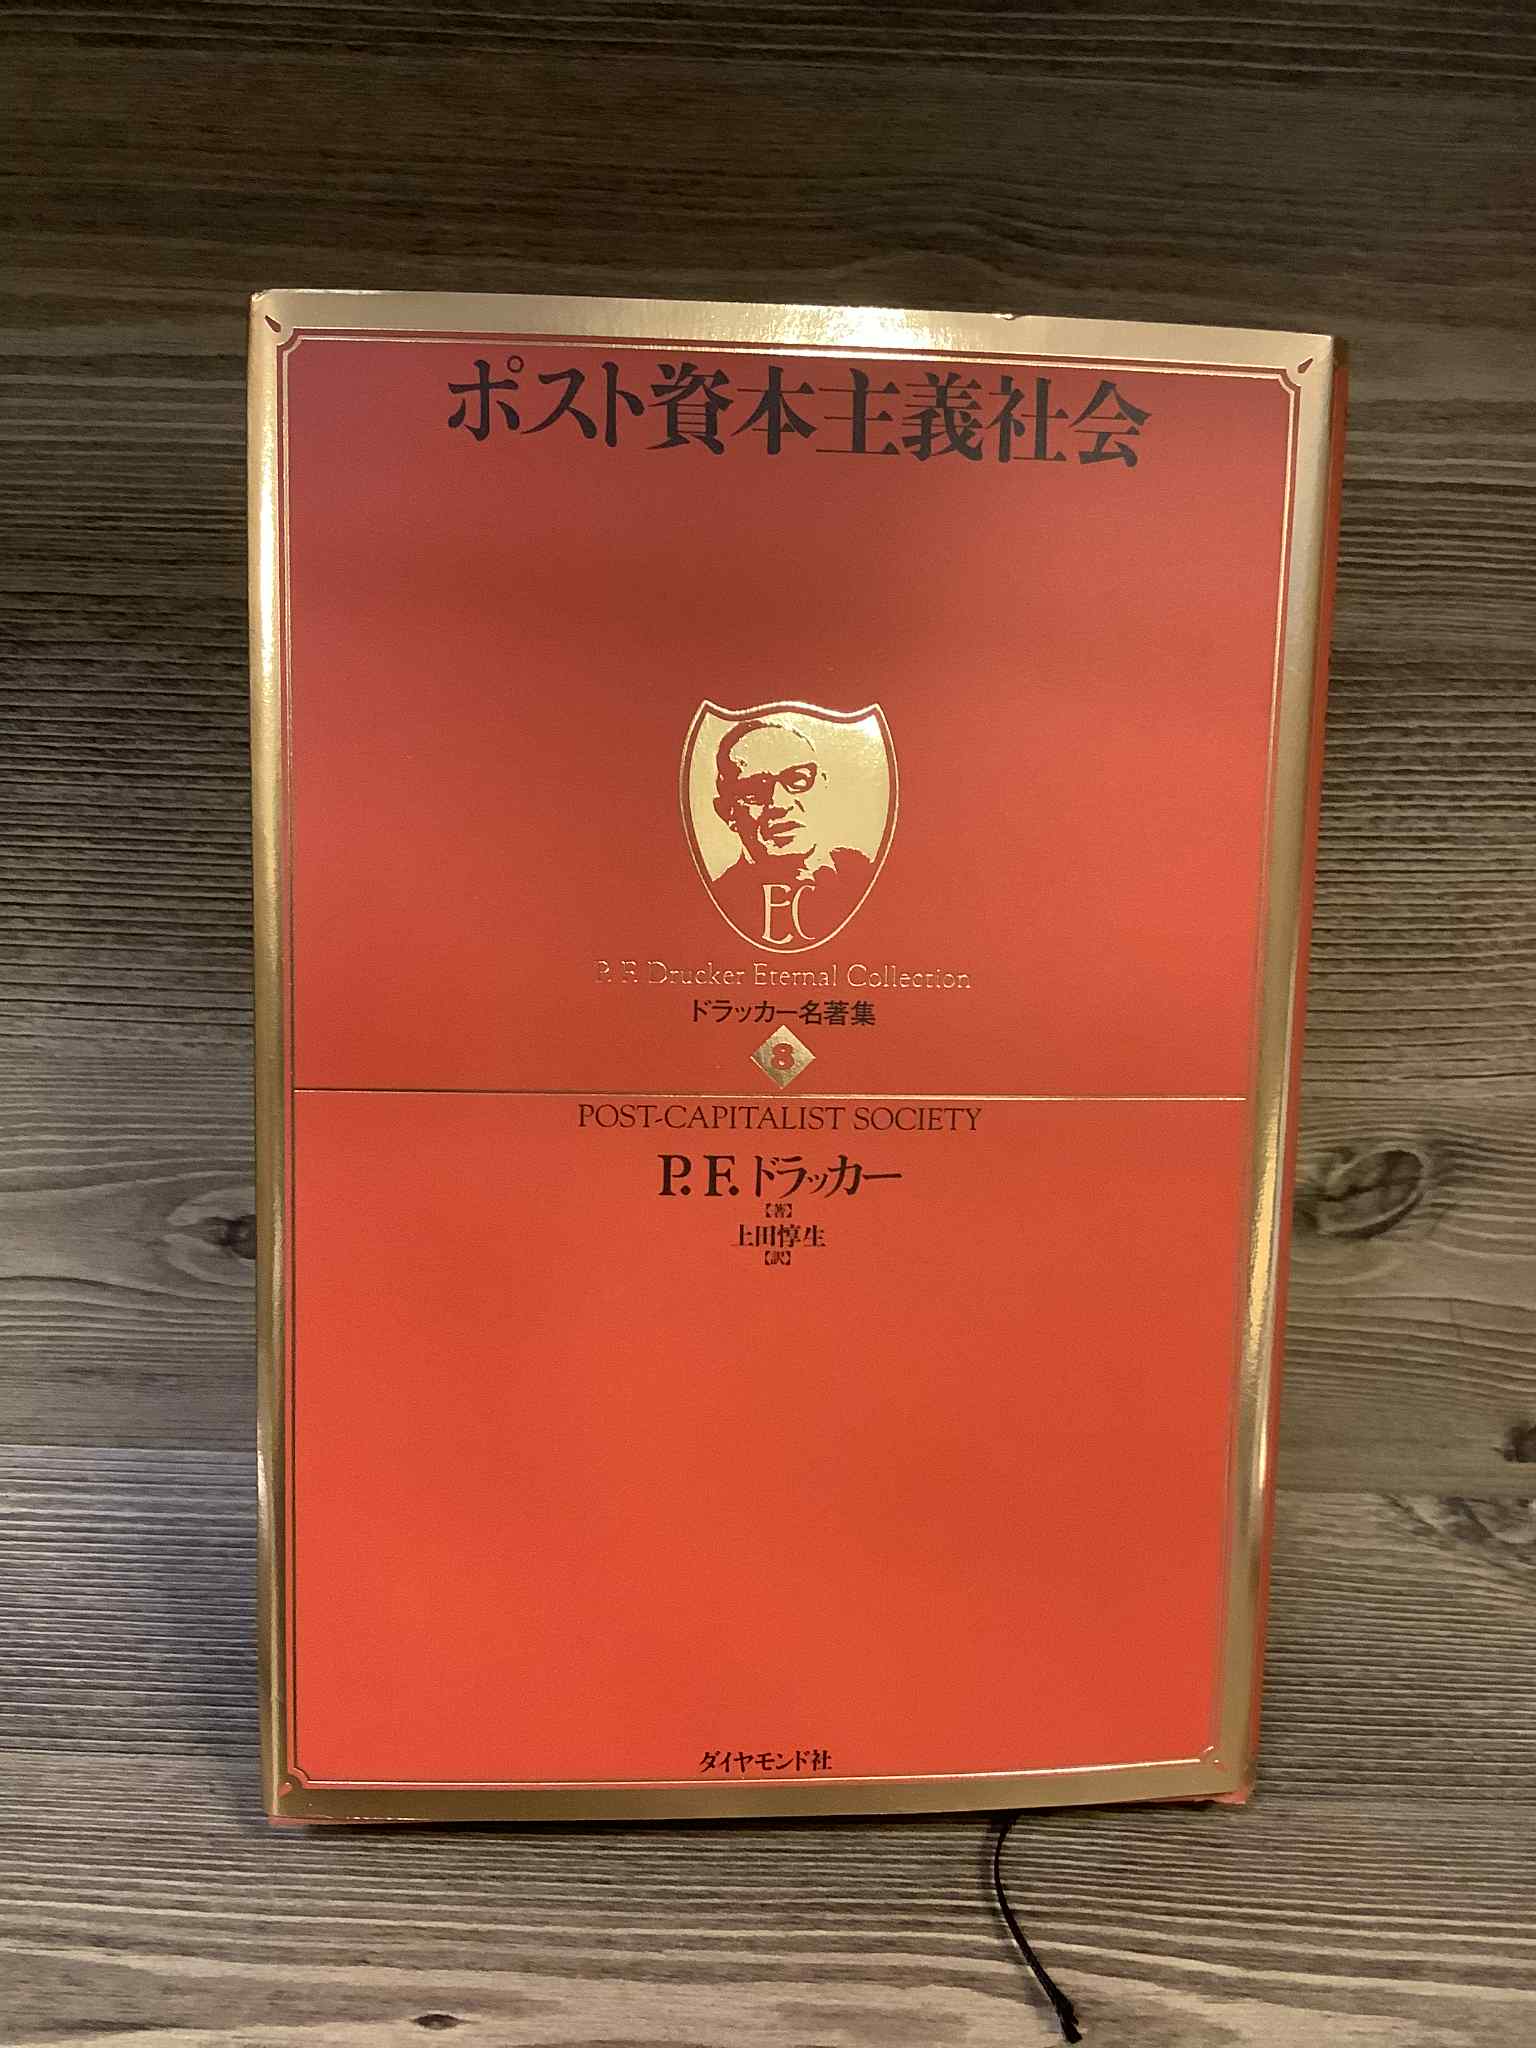 ポスト資本主義社会
EC
P. F. Drucker Eternal Collection
ドラッカー名著集
8
POST-CAPITALIST SOCIETY
P. F. ドラッカー
【著】
上田惇生
【訳】
ダイヤモンド社